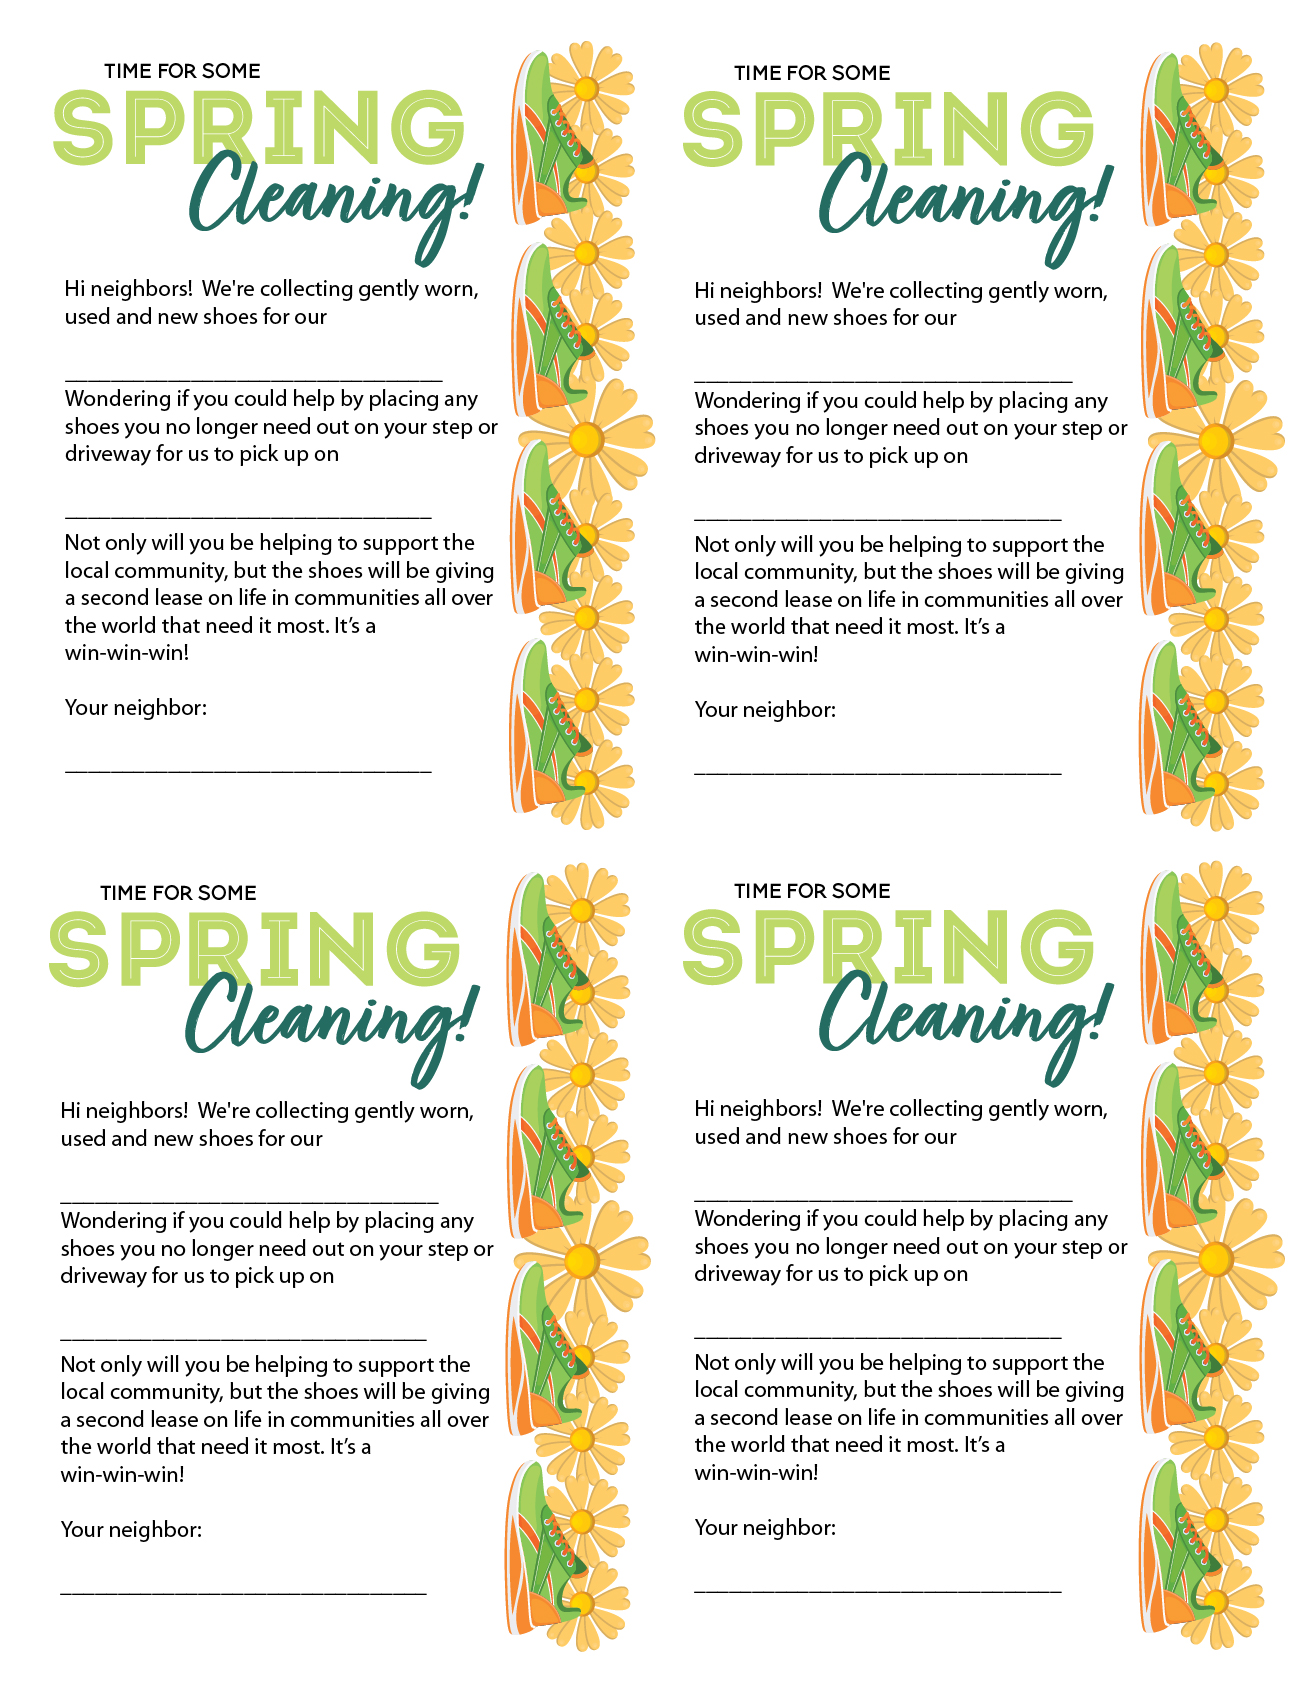 TIME FOR SOME
SPRING
Cleaning!
Hi neighbors!  We're collecting gently worn,
used and new shoes for our
_________________________________
Wondering if you could help by placing any
shoes you no longer need out on your step or
driveway for us to pick up on
________________________________
Not only will you be helping to support the
local community, but the shoes will be giving
a second lease on life in communities all over
the world that need it most. It’s a
win-win-win!
Your neighbor:
________________________________
TIME FOR SOME
SPRING
Cleaning!
Hi neighbors!  We're collecting gently worn,
used and new shoes for our
_________________________________
Wondering if you could help by placing any
shoes you no longer need out on your step or
driveway for us to pick up on
________________________________
Not only will you be helping to support the
local community, but the shoes will be giving
a second lease on life in communities all over
the world that need it most. It’s a
win-win-win!
Your neighbor:
________________________________
TIME FOR SOME
SPRING
Cleaning!
Hi neighbors!  We're collecting gently worn,
used and new shoes for our
_________________________________
Wondering if you could help by placing any
shoes you no longer need out on your step or
driveway for us to pick up on
________________________________
Not only will you be helping to support the
local community, but the shoes will be giving
a second lease on life in communities all over
the world that need it most. It’s a
win-win-win!
Your neighbor:
________________________________
TIME FOR SOME
SPRING
Cleaning!
Hi neighbors!  We're collecting gently worn,
used and new shoes for our
_________________________________
Wondering if you could help by placing any
shoes you no longer need out on your step or
driveway for us to pick up on
________________________________
Not only will you be helping to support the
local community, but the shoes will be giving
a second lease on life in communities all over
the world that need it most. It’s a
win-win-win!
Your neighbor:
________________________________